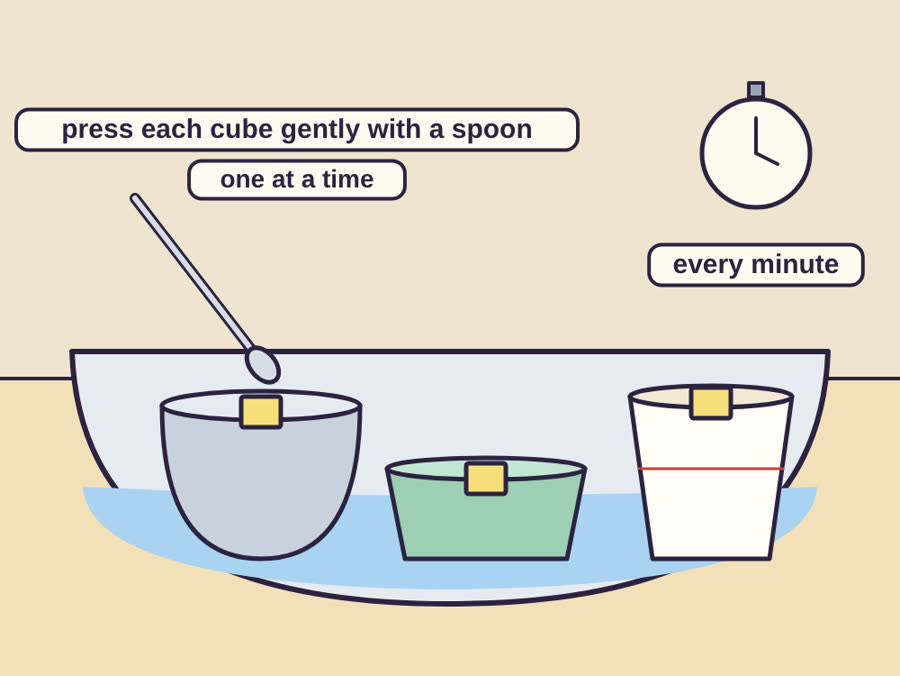 press each cube gently with a spoon
one at a time
every minute